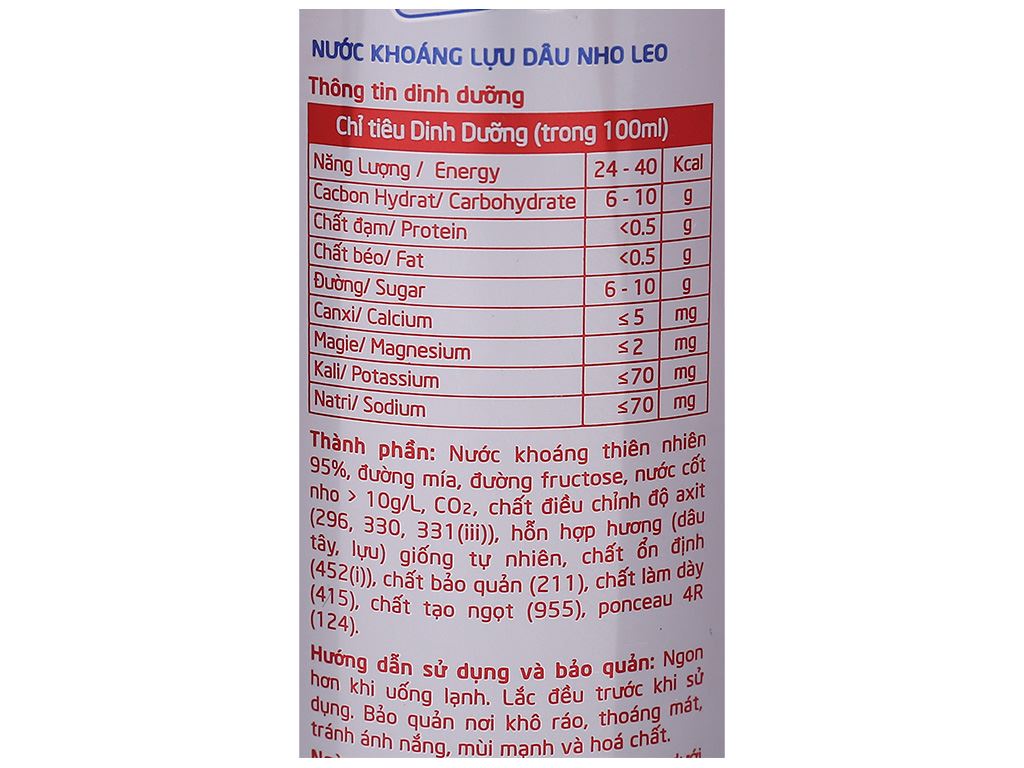 NƯỚC KHOÁNG LỰU DÂU NHO LEO
Thông tin dinh dưỡng
Chỉ tiêu Dinh Dưỡng (trong 100ml)
Năng Lượng / Energy 24 - 40 Kcal
Cacbon Hydrat/ Carbohydrate 6 - 10 g
Chất đạm/ Protein <0.5 g
Chất béo/ Fat <0.5 g
Đường/ Sugar 6 - 10 g
Canxi/ Calcium ≤ 5 mg
Magie/ Magnesium ≤ 2 mg
Kali/ Potassium ≤70 mg
Natri/ Sodium ≤70 mg
Thành phần: Nước khoáng thiên nhiên
95%, đường mía, đường fructose, nước cốt
nho > 10g/L, CO₂, chất điều chỉnh độ axit
(296, 330, 331(iii)), hỗn hợp hương (dâu
tây, lựu) giống tự nhiên, chất ổn định
(452(i)), chất bảo quản (211), chất làm dày
(415), chất tạo ngọt (955), ponceau 4R
(124).
Hướng dẫn sử dụng và bảo quản: Ngon
hơn khi uống lạnh. Lắc đều trước khi sử
dụng. Bảo quản nơi khô ráo, thoáng mát,
tránh ánh nắng, mùi mạnh và hoá chất.